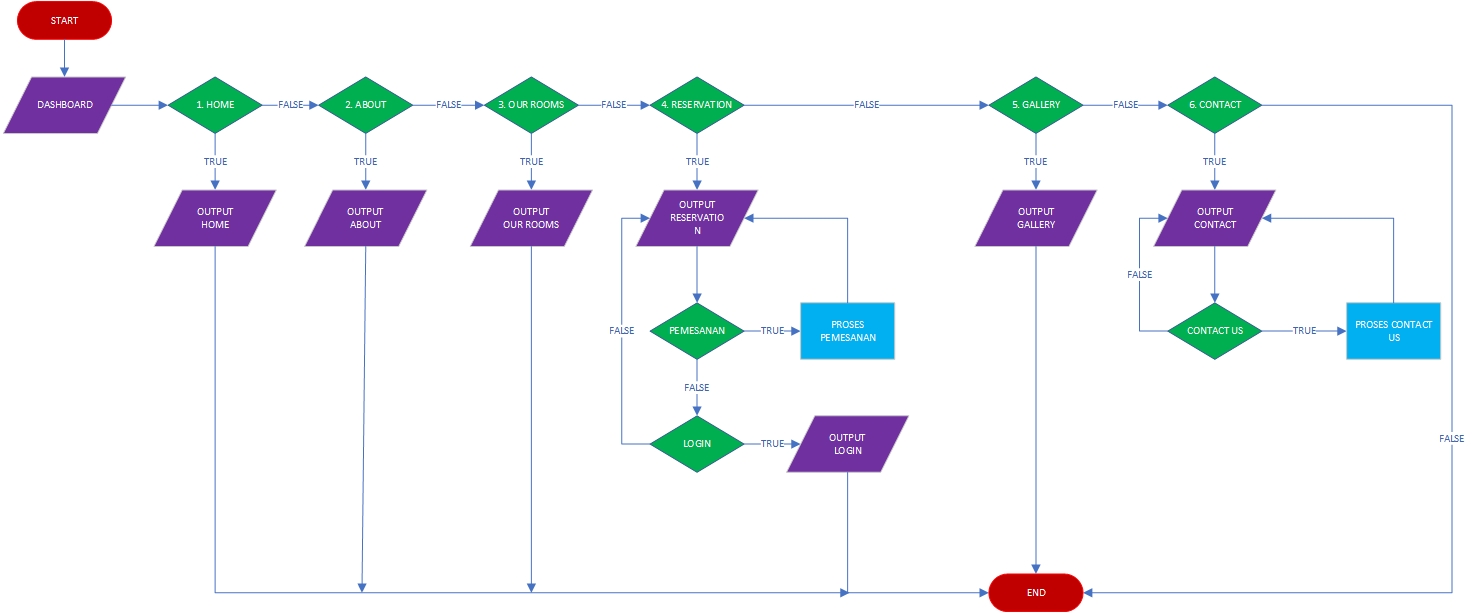 START
DASHBOARD
1. HOME
FALSE
2. ABOUT
FALSE
3. OUR ROOMS
FALSE
4. RESERVATION
FALSE
5. GALLERY
FALSE
6. CONTACT
TRUE
TRUE
TRUE
TRUE
TRUE
TRUE
OUTPUT
HOME
OUTPUT
ABOUT
OUTPUT
OUR ROOMS
OUTPUT
RESERVATIO
N
OUTPUT
GALLERY
OUTPUT
CONTACT
FALSE
FALSE
PEMESANAN
TRUE
PROSES
PEMESANAN
CONTACT US
TRUE
PROSES CONTACT
US
FALSE
LOGIN
TRUE
OUTPUT
LOGIN
FALSE
END